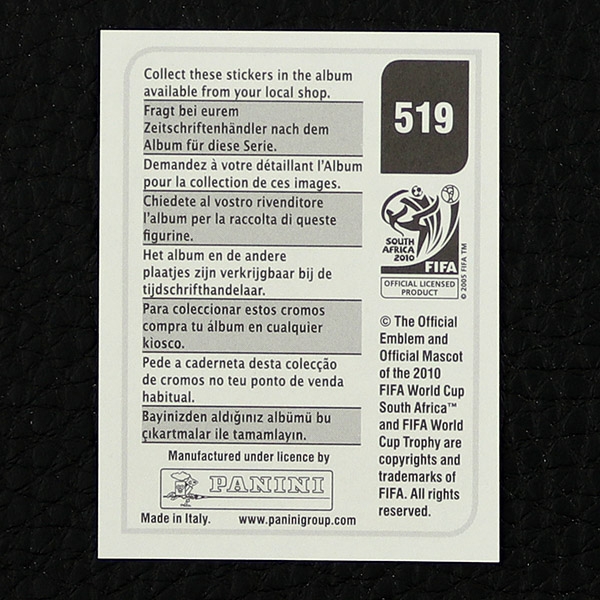 Collect these stickers in the album
available from your local shop.
Fragt bei eurem
Zeitschriftenhändler nach dem
Album für diese Serie.
Demandez à votre détaillant l'Album
pour la collection de ces images.
Chiedete al vostro rivenditore
l'album per la raccolta di queste
figurine.
Het album en de andere
plaatjes zijn verkrijgbaar bij de
tijdschrifthandelaar.
Para coleccionar estos cromos
compra tu álbum en cualquier
kiosco.
Pede a caderneta desta colecção
de cromos no teu ponto de venda
habitual.
Bayinizden aldığınız albümü bu
çıkartmalar ile tamamlayın.
Manufactured under licence by
PANINI
Made in Italy. www.paninigroup.com
519
SOUTH
AFRICA
2010
FIFA
OFFICIAL LICENSED
PRODUCT
© 2005 FIFA TM
© The Official
Emblem and
Official Mascot
of the 2010
FIFA World Cup
South Africa™
and FIFA World
Cup Trophy are
copyrights and
trademarks of
FIFA. All rights
reserved.